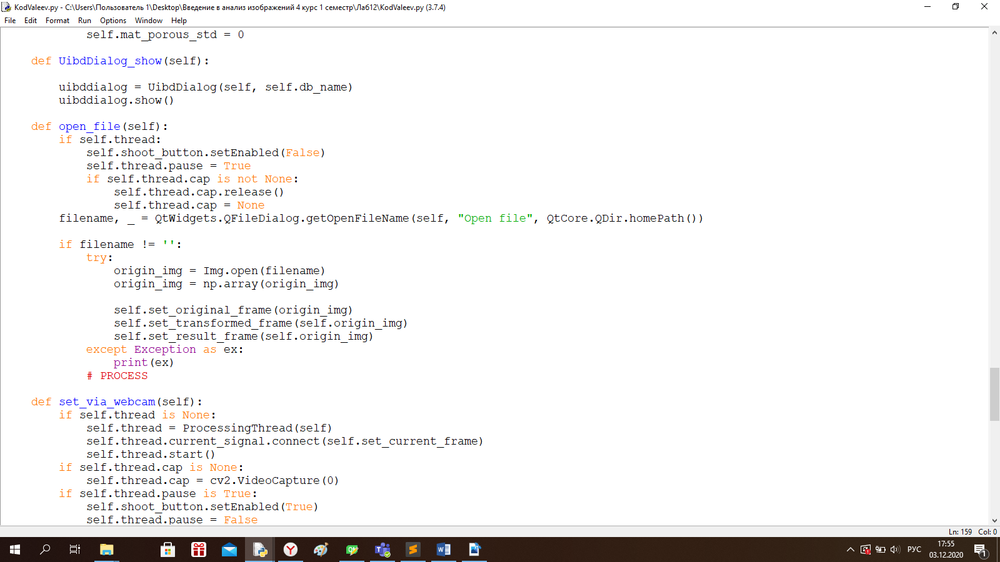 KodValeev.py - C:\Users\Пользователь 1\Desktop\Введение в анализ изображений 4 курс 1 семестр\Лаб12\KodValeev.py (3.7.4)
File Edit Format Run Options Window Help
        self.mat_porous_std = 0
def UibdDialog_show(self):
    uibddialog = UibdDialog(self, self.db_name)
    uibddialog.show()
def open_file(self):
    if self.thread:
        self.shoot_button.setEnabled(False)
        self.thread.pause = True
        if self.thread.cap is not None:
            self.thread.cap.release()
            self.thread.cap = None
    filename, _ = QtWidgets.QFileDialog.getOpenFileName(self, "Open file", QtCore.QDir.homePath())
    if filename != '':
        try:
            origin_img = Img.open(filename)
            origin_img = np.array(origin_img)
            self.set_original_frame(origin_img)
            self.set_transformed_frame(self.origin_img)
            self.set_result_frame(self.origin_img)
        except Exception as ex:
            print(ex)
        # PROCESS
def set_via_webcam(self):
    if self.thread is None:
        self.thread = ProcessingThread(self)
        self.thread.current_signal.connect(self.set_current_frame)
        self.thread.start()
    if self.thread.cap is None:
        self.thread.cap = cv2.VideoCapture(0)
    if self.thread.pause is True:
        self.shoot_button.setEnabled(True)
        self.thread.pause = False
Ln: 159 Col: 0
РУС
17:55
03.12.2020
1